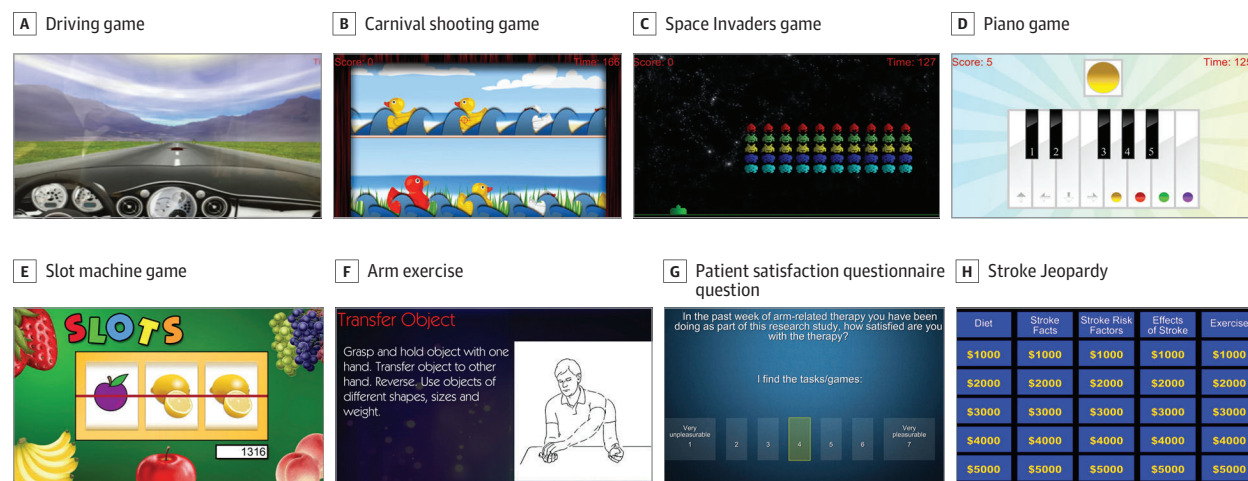 A Driving game
B Carnival shooting game
C Space Invaders game
D Piano game
Ti
Score: 0
Time: 166
Score: 0
Time: 127
Score: 5
Time: 125
1 2 3 4 5
E Slot machine game
F Arm exercise
G Patient satisfaction questionnaire
question
H Stroke Jeopardy
SLOTS
1316
Transfer Object
Grasp and hold object with one
hand. Transfer object to other
hand. Reverse. Use objects of
different shapes, sizes and
weight.
In the past week of arm-related therapy you have been
doing as part of this research study, how satisfied are you
with the therapy?
I find the tasks/games:
Very
unpleasurable
1
2 3 4 5 6
Very
pleasurable
7
Diet
Stroke
Facts
Stroke Risk
Factors
Effects
of Stroke
Exercise
$1000 $1000 $1000 $1000 $1000
$2000 $2000 $2000 $2000 $2000
$3000 $3000 $3000 $3000 $3000
$4000 $4000 $4000 $4000 $4000
$5000 $5000 $5000 $5000 $5000